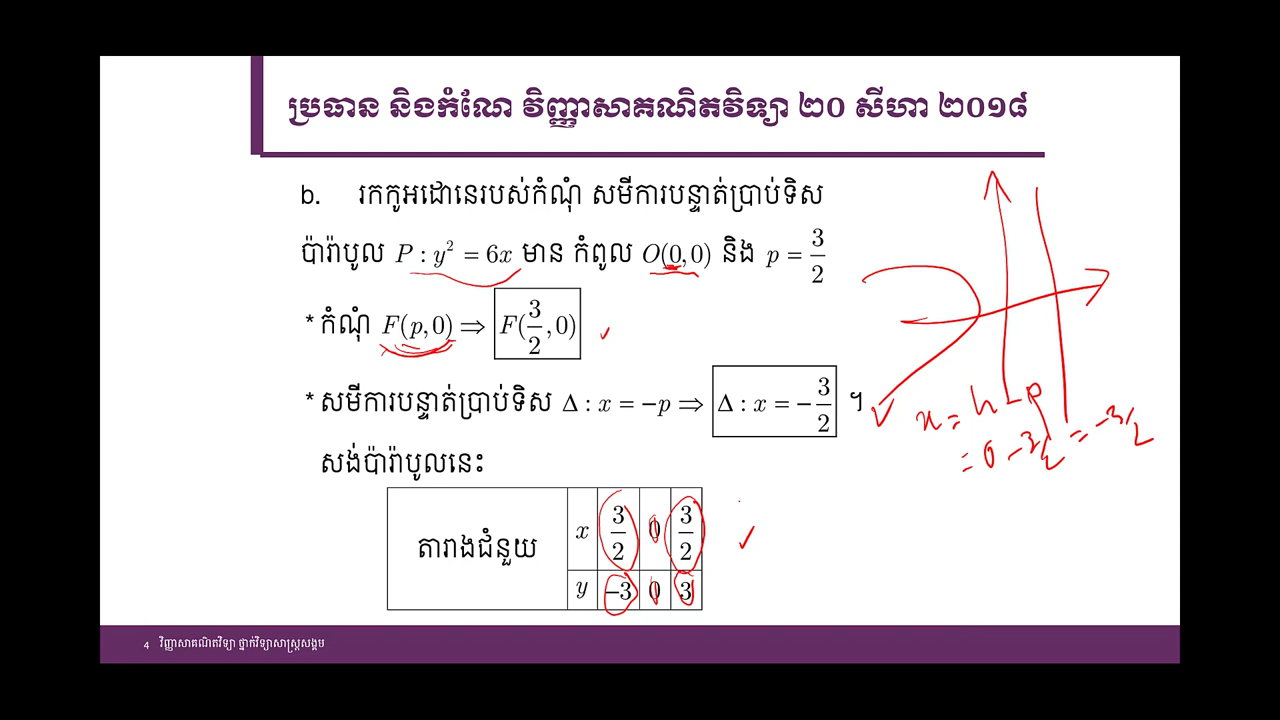 ប្រធាន និងកំណែ វិញ្ញាសាគណិតវិទ្យា ២០ សីហា ២០១៨
b. រកកូអដោនេរបស់កំណុំ សមីការបន្ទាត់ប្រាប់ទិស
ប៉ារ៉ាបូល P : y² = 6x មាន កំពូល O(0,0) និង p = 3/2
* កំណុំ F(p,0) ⇒ F(3/2,0)
* សមីការបន្ទាត់ប្រាប់ទិស Δ : x = −p ⇒ Δ : x = −3/2 ។
x = h − p
= 0 − 3/2 = −3/2
សង់ប៉ារ៉ាបូលនេះ
តារាងជំនួយ x 3/2 0 3/2
y −3 0 3
4 វិញ្ញាសាគណិតវិទ្យា ថ្នាក់វិទ្យាសាស្ត្រសង្គម